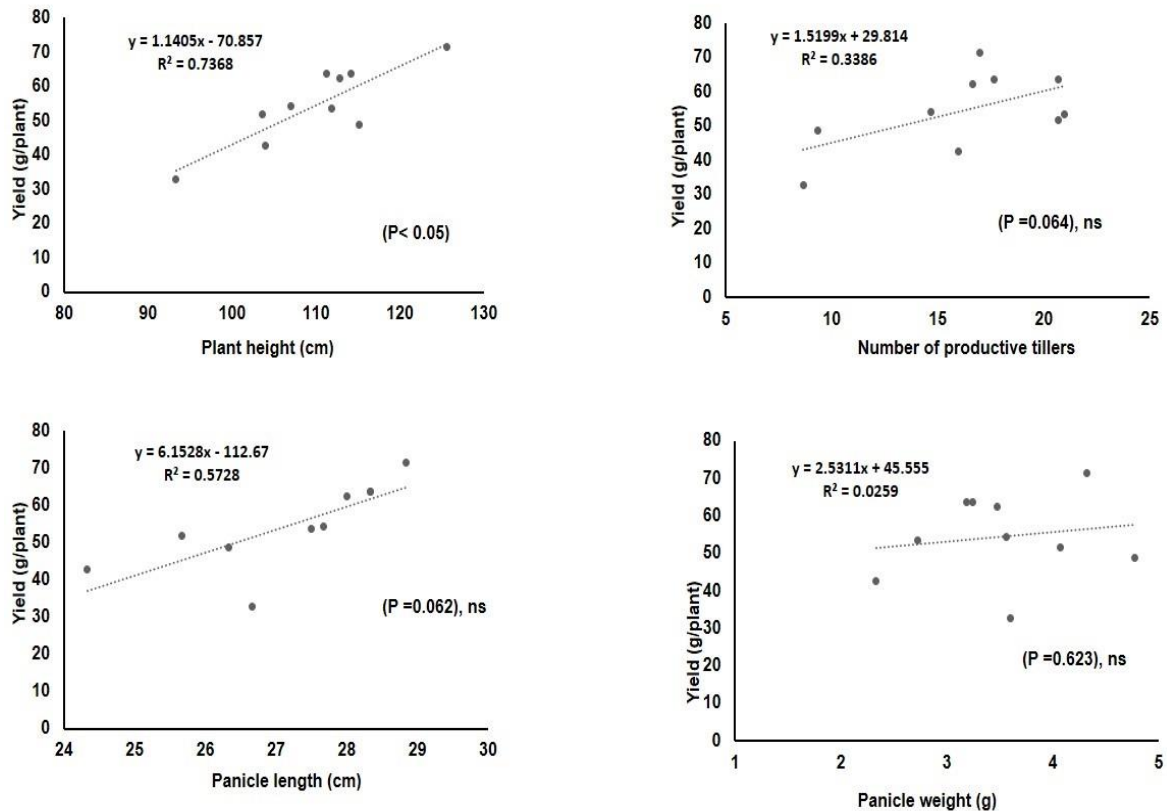 y = 1.1405x - 70.857
R² = 0.7368
(P< 0.05)
Yield (g/plant)
80
70
60
50
40
30
20
10
0
80 90 100 110 120 130
Plant height (cm)
y = 1.5199x + 29.814
R² = 0.3386
(P =0.064), ns
Yield (g/plant)
80
70
60
50
40
30
20
10
0
5 10 15 20 25
Number of productive tillers
y = 6.1528x - 112.67
R² = 0.5728
(P =0.062), ns
Yield (g/plant)
80
70
60
50
40
30
20
10
0
24 25 26 27 28 29 30
Panicle length (cm)
y = 2.5311x + 45.555
R² = 0.0259
(P =0.623), ns
Yield (g/plant)
80
70
60
50
40
30
20
10
0
1 2 3 4 5
Panicle weight (g)